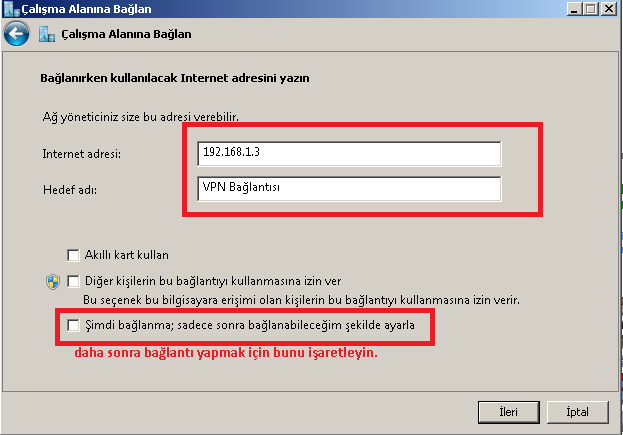 Çalışma Alanına Bağlan
Çalışma Alanına Bağlan
Bağlanırken kullanılacak Internet adresini yazın
Ağ yöneticiniz size bu adresi verebilir.
Internet adresi: 192.168.1.3
Hedef adı: VPN Bağlantısı
Akıllı kart kullan
Diğer kişilerin bu bağlantıyı kullanmasına izin ver
Bu seçenek bu bilgisayara erişimi olan kişilerin bu bağlantıyı kullanmasına izin verir.
Şimdi bağlanma; sadece sonra bağlanabileceğim şekilde ayarla
daha sonra bağlantı yapmak için bunu işaretleyin.
İleri İptal